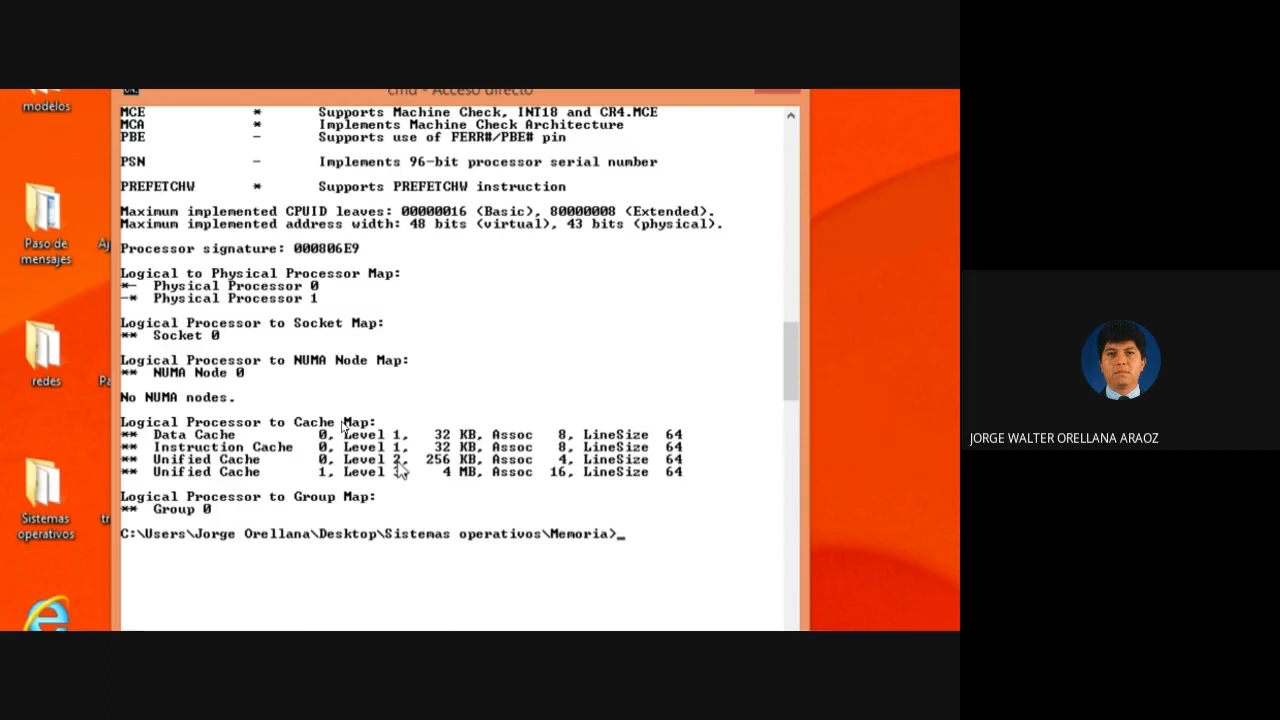 cmd - Acceso directo
modelos
Paso de
mensajes
Aj
redes
Pa
Sistemas
operativos
tr
MCE * Supports Machine Check, INT18 and CR4.MCE
MCA * Implements Machine Check Architecture
PBE - Supports use of FERR#/PBE# pin
PSN - Implements 96-bit processor serial number
PREFETCHW * Supports PREFETCHW instruction
Maximum implemented CPUID leaves: 00000016 (Basic), 80000008 (Extended).
Maximum implemented address width: 48 bits (virtual), 43 bits (physical).
Processor signature: 000806E9
Logical to Physical Processor Map:
*- Physical Processor 0
-* Physical Processor 1
Logical Processor to Socket Map:
** Socket 0
Logical Processor to NUMA Node Map:
** NUMA Node 0
No NUMA nodes.
Logical Processor to Cache Map:
** Data Cache 0, Level 1, 32 KB, Assoc 8, LineSize 64
** Instruction Cache 0, Level 1, 32 KB, Assoc 8, LineSize 64
** Unified Cache 0, Level 2, 256 KB, Assoc 4, LineSize 64
** Unified Cache 1, Level 4 MB, Assoc 16, LineSize 64
Logical Processor to Group Map:
** Group 0
C:\Users\Jorge Orellana\Desktop\Sistemas operativos\Memoria>_
JORGE WALTER ORELLANA ARAOZ